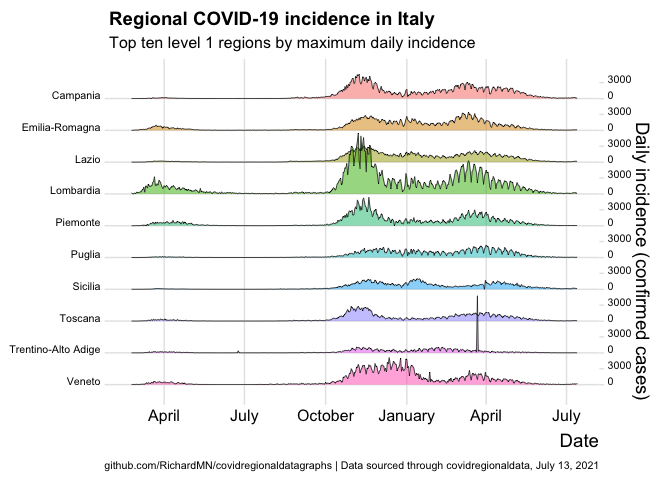 Regional COVID-19 incidence in Italy
Top ten level 1 regions by maximum daily incidence
Campania
3000
0
Emilia-Romagna
3000
0
Lazio
3000
0
Lombardia
3000
0
Piemonte
3000
0
Puglia
3000
0
Sicilia
3000
0
Toscana
3000
0
Trentino-Alto Adige
3000
0
Veneto
3000
0
Daily incidence (confirmed cases)
April July October January April July
Date
github.com/RichardMN/covidregionaldatagraphs | Data sourced through covidregionaldata, July 13, 2021